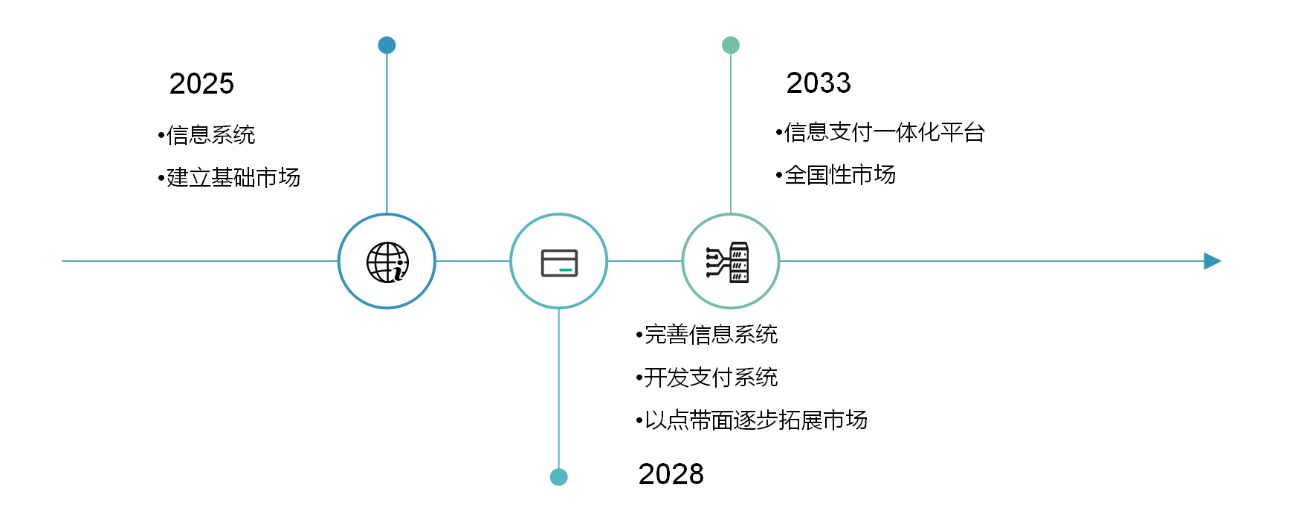 2025
•信息系统
•建立基础市场
2033
•信息支付一体化平台
•全国性市场
•完善信息系统
•开发支付系统
•以点带面逐步拓展市场
2028